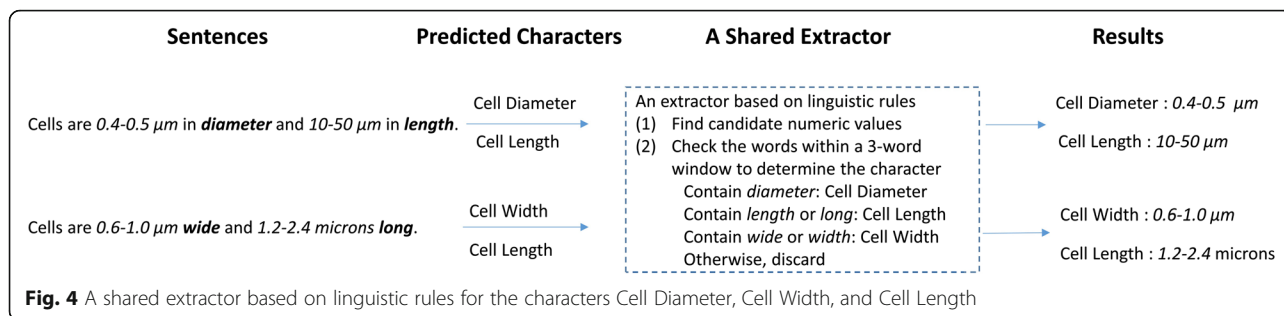 Sentences
Predicted Characters
A Shared Extractor
Results
Cells are 0.4-0.5 μm in diameter and 10-50 μm in length.
Cell Diameter
Cell Length
Cells are 0.6-1.0 μm wide and 1.2-2.4 microns long.
Cell Width
Cell Length
An extractor based on linguistic rules
(1) Find candidate numeric values
(2) Check the words within a 3-word
window to determine the character
Contain diameter: Cell Diameter
Contain length or long: Cell Length
Contain wide or width: Cell Width
Otherwise, discard
Cell Diameter : 0.4-0.5 μm
Cell Length : 10-50 μm
Cell Width : 0.6-1.0 μm
Cell Length : 1.2-2.4 microns
Fig. 4 A shared extractor based on linguistic rules for the characters Cell Diameter, Cell Width, and Cell Length